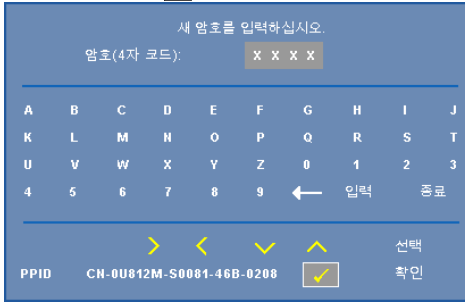 새 암호를 입력하십시오.
암호(4자 코드): X X X X
A B C D E F G H I J
K L M N O P Q R S T
U V W X Y Z 0 1 2 3
4 5 6 7 8 9 ← 입력 종료
선택
PPID CN-0U812M-S0081-46B-0208 ✓ 확인